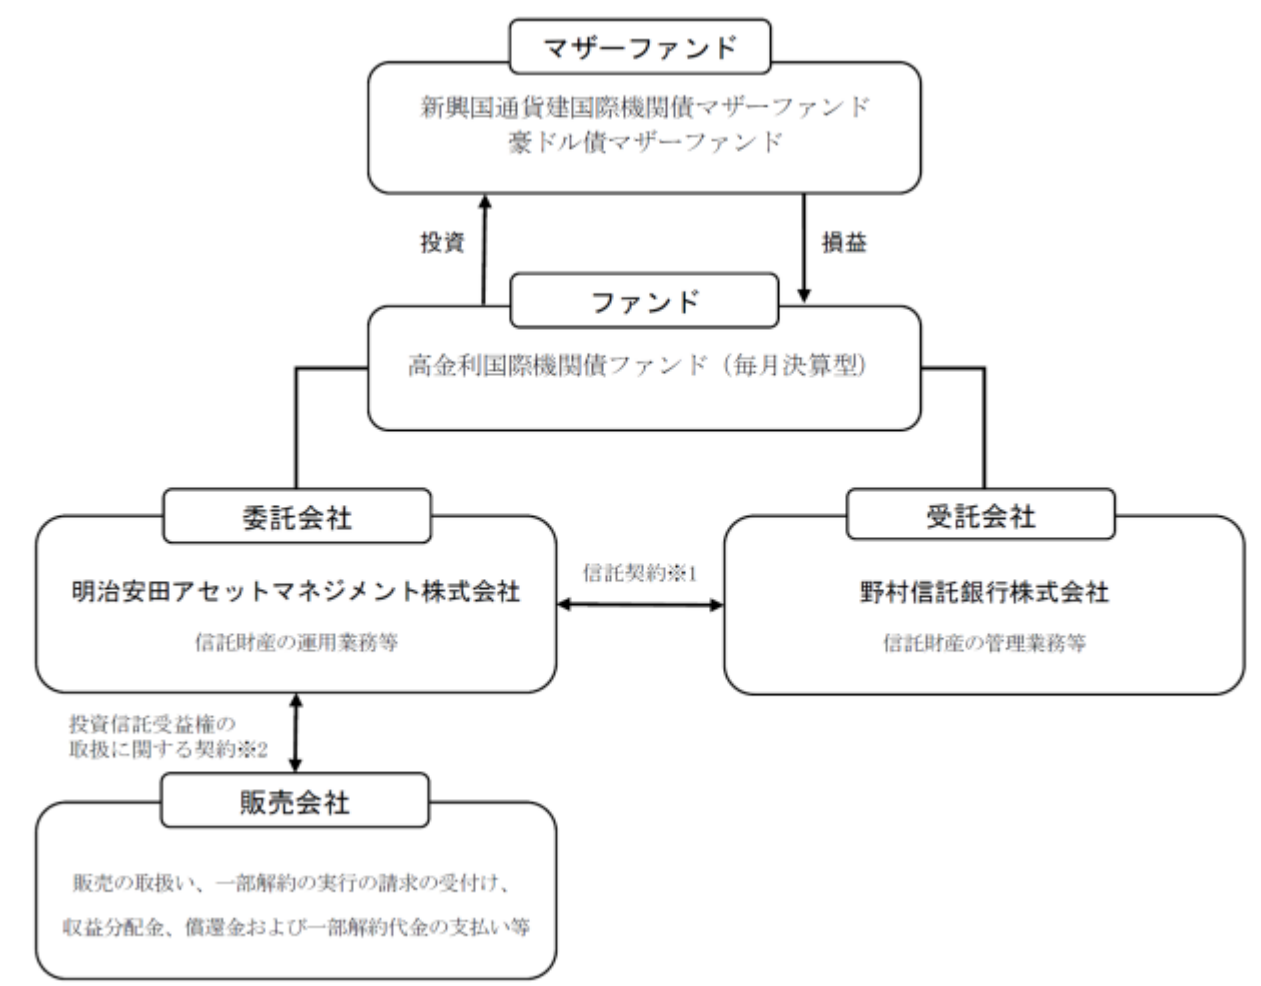 マザーファンド
新興国通貨建国際機関債マザーファンド
豪ドル債マザーファンド
投資
損益
ファンド
高金利国際機関債ファンド（毎月決算型）
委託会社
明治安田アセットマネジメント株式会社
信託財産の運用業務等
信託契約※1
受託会社
野村信託銀行株式会社
信託財産の管理業務等
投資信託受益権の
取扱に関する契約※2
販売会社
販売の取扱い、一部解約の実行の請求の受付け、
収益分配金、償還金および一部解約代金の支払い等